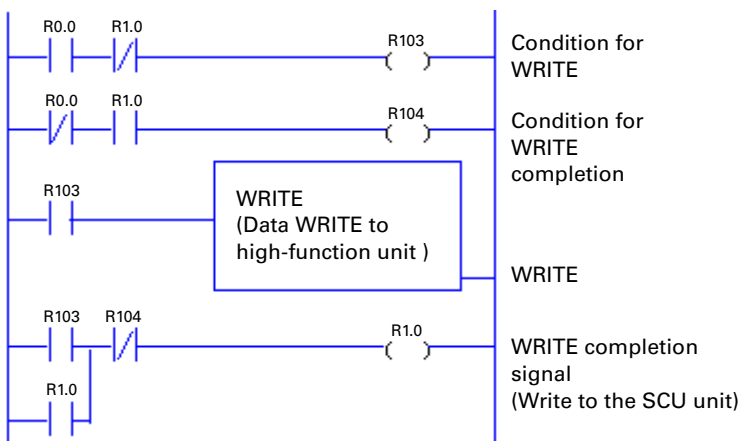 R0.0 R1.0 R103
Condition for
WRITE
R0.0 R1.0 R104
Condition for
WRITE
completion
R103
WRITE
(Data WRITE to
high-function unit )
WRITE
R103 R104 R1.0
WRITE completion
signal
(Write to the SCU unit)
R1.0